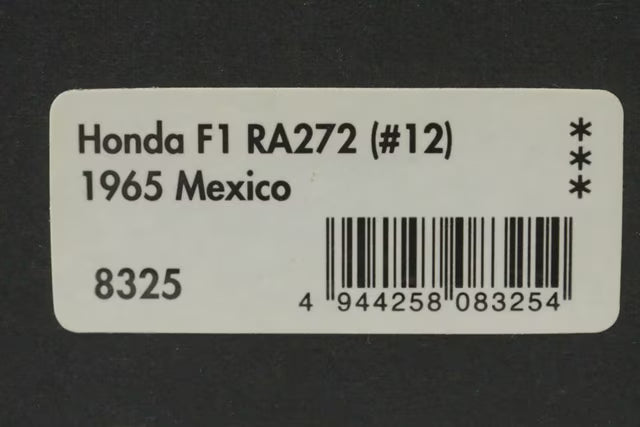 Honda F1 RA272 (#12)
1965 Mexico
***
8325
4 944258 083254